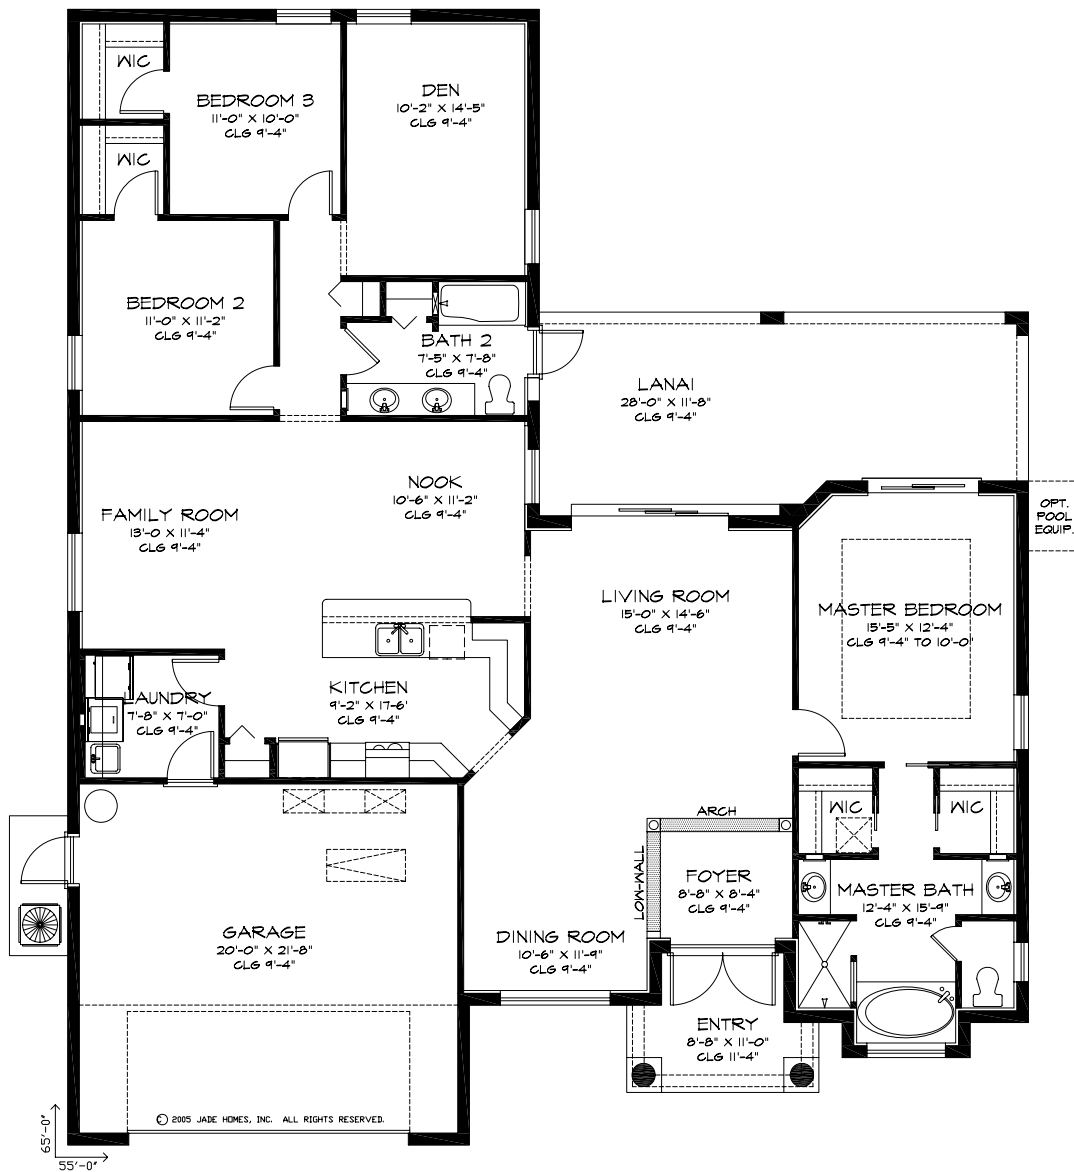 WIC
BEDROOM 3
11'-0" X 10'-0"
CLG 9'-4"
DEN
10'-2" X 14'-5"
CLG 9'-4"
WIC
BEDROOM 2
11'-0" X 11'-2"
CLG 9'-4"
BATH 2
7'-5" X 7'-8"
CLG 9'-4"
LANAI
28'-0" X 11'-8"
CLG 9'-4"
NOOK
10'-6" X 11'-2"
CLG 9'-4"
FAMILY ROOM
13'-0 X 11'-4"
CLG 9'-4"
OPT.
POOL
EQUIP.
LIVING ROOM
15'-0" X 14'-6"
CLG 9'-4"
MASTER BEDROOM
15'-5" X 12'-4"
CLG 9'-4" TO 10'-0"
LAUNDRY
7'-8" X 7'-0"
CLG 9'-4"
KITCHEN
9'-2" X 17-6'
CLG 9'-4"
WIC
WIC
ARCH
LOW-WALL
FOYER
8'-8" X 8'-4"
CLG 9'-4"
MASTER BATH
12'-4" X 15'-9"
CLG 9'-4"
GARAGE
20'-0" X 21'-8"
CLG 9'-4"
DINING ROOM
10'-6" X 11'-9"
CLG 9'-4"
ENTRY
8'-8" X 11'-0"
CLG 11'-4"
© 2005 JADE HOMES, INC. ALL RIGHTS RESERVED.
65'-0"
55'-0"